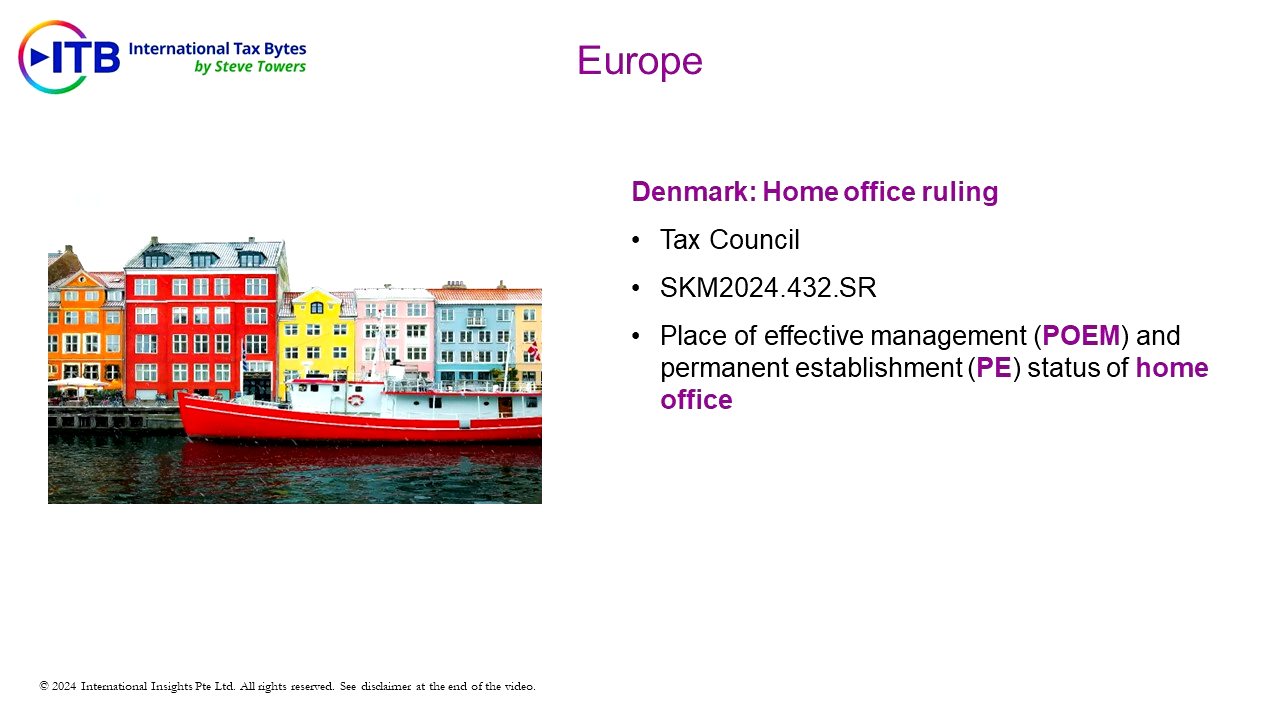 ITB International Tax Bytes
by Steve Towers
Europe
Denmark: Home office ruling
• Tax Council
• SKM2024.432.SR
• Place of effective management (POEM) and
permanent establishment (PE) status of home
office
© 2024 International Insights Pte Ltd. All rights reserved. See disclaimer at the end of the video.